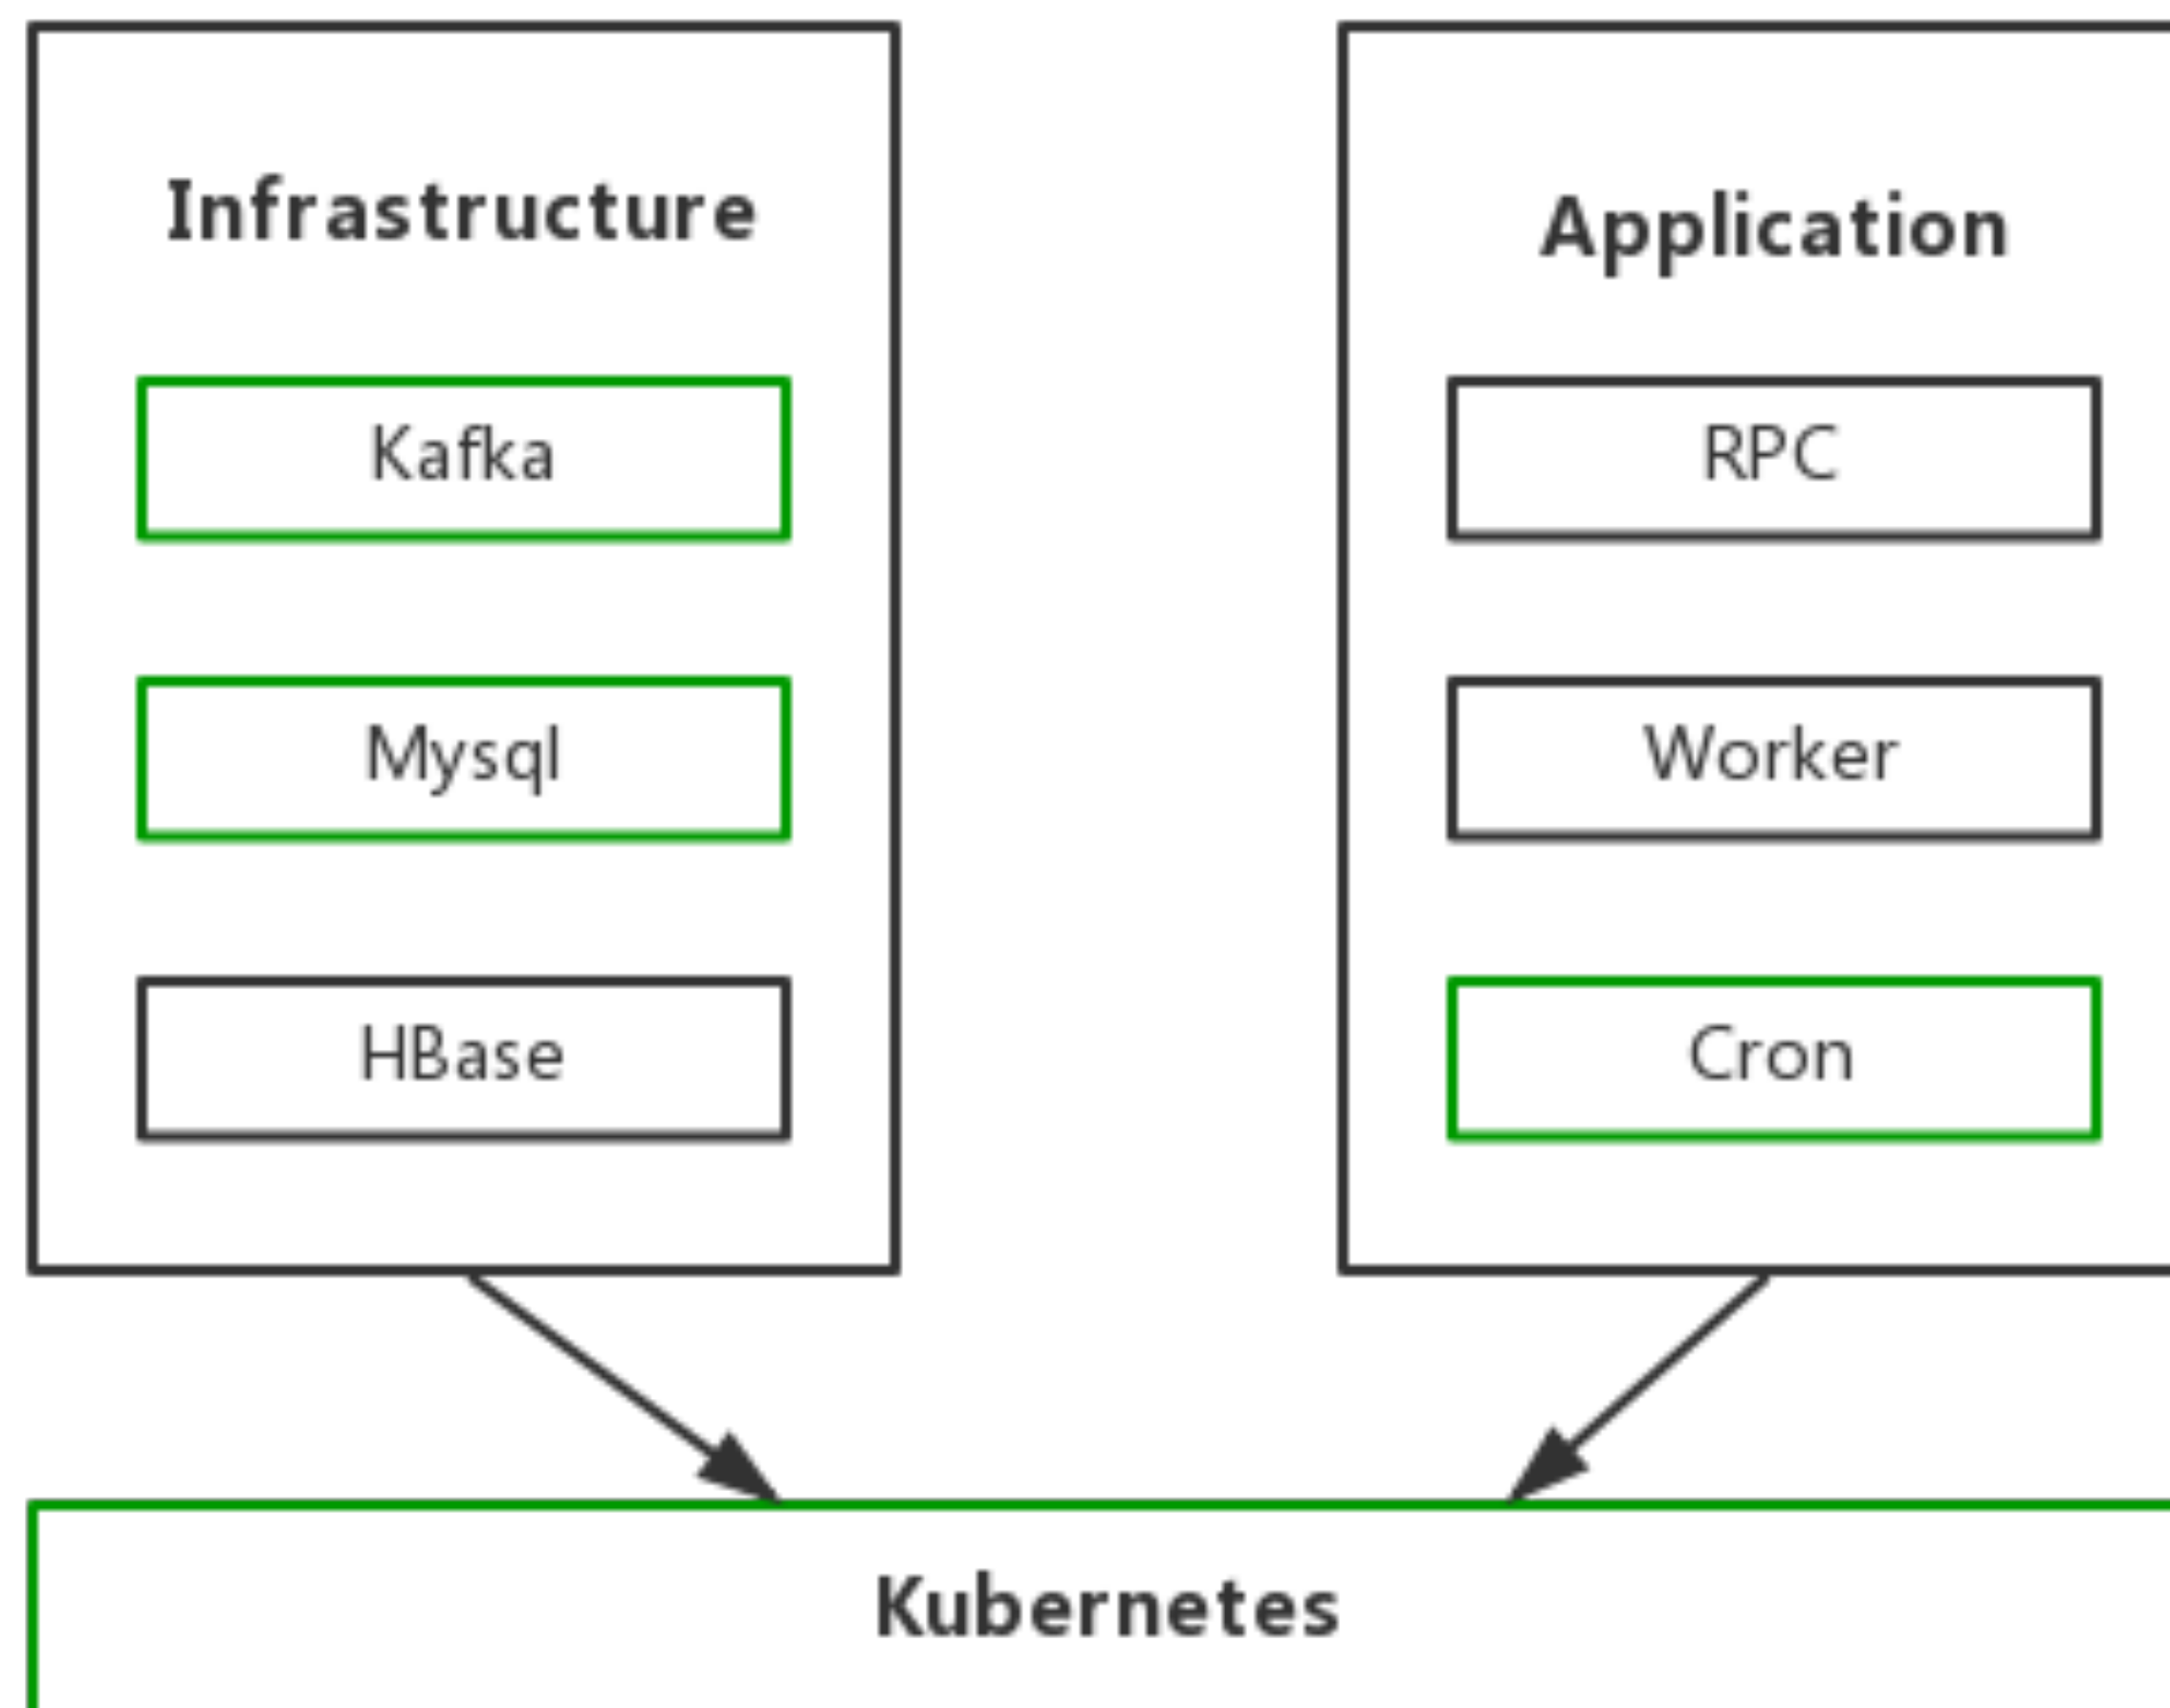 Infrastructure
Kafka
Mysql
HBase
Application
RPC
Worker
Cron
Kubernetes